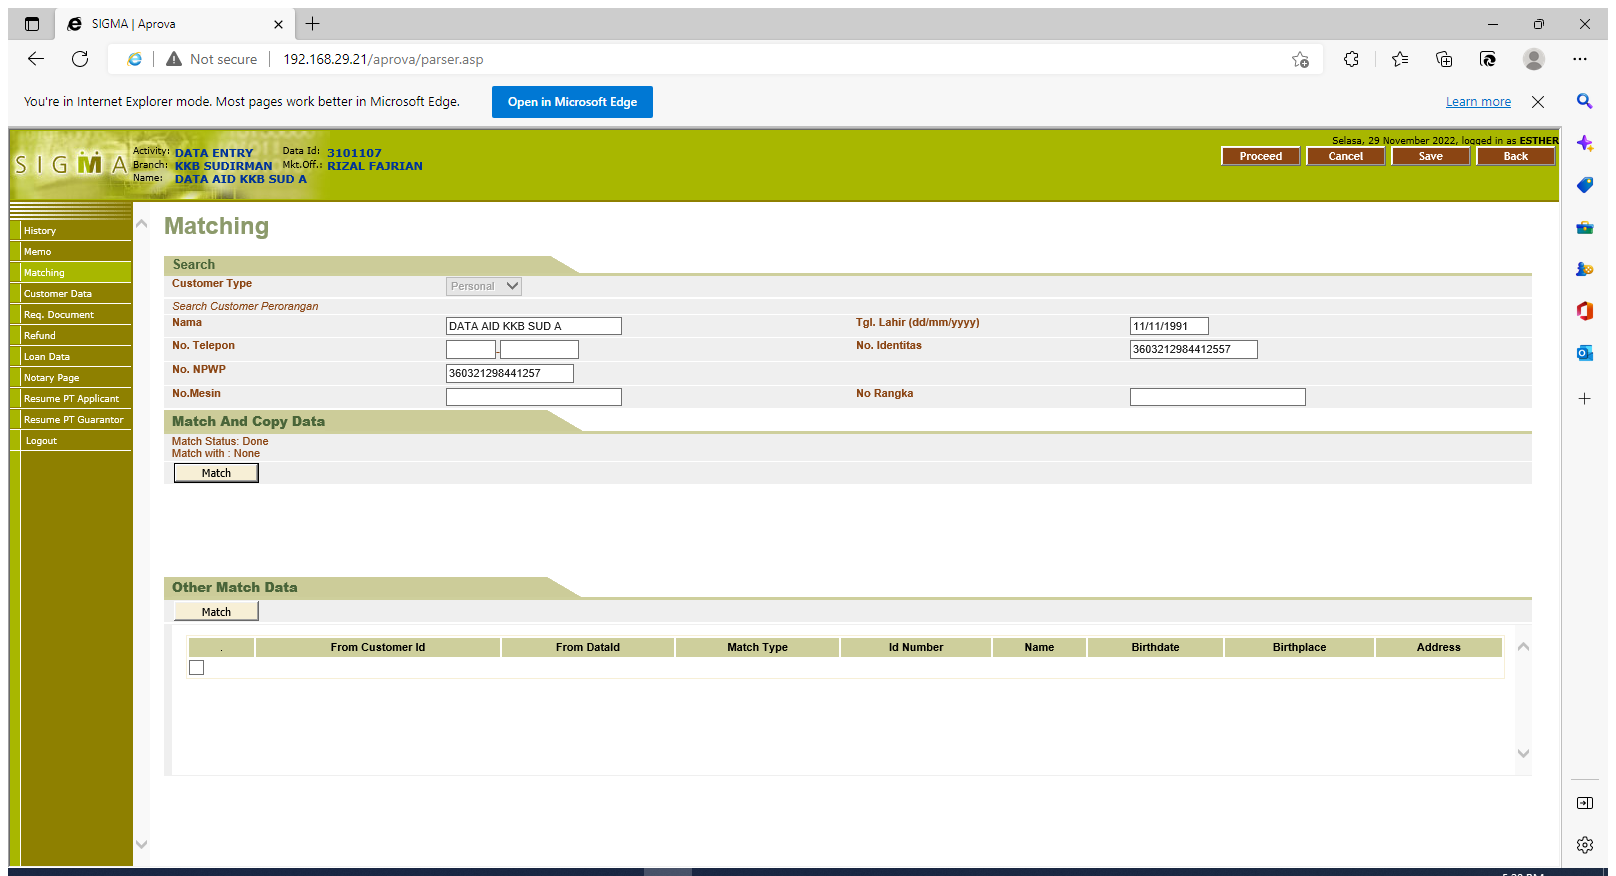 SIGMA | Aprova
Not secure 192.168.29.21/aprova/parser.asp
You're in Internet Explorer mode. Most pages work better in Microsoft Edge. Open in Microsoft Edge Learn more
Selasa, 29 November 2022, logged in as ESTHER
SIGMA
Activity: DATA ENTRY Data Id: 3101107
Branch: KKB SUDIRMAN Mkt.Off.: RIZAL FAJRIAN
Name: DATA AID KKB SUD A
Proceed Cancel Save Back
History
Memo
Matching
Customer Data
Req. Document
Refund
Loan Data
Notary Page
Resume PT Applicant
Resume PT Guarantor
Logout
Matching
Search
Customer Type Personal
Search Customer Perorangan
Nama DATA AID KKB SUD A Tgl. Lahir (dd/mm/yyyy) 11/11/1991
No. Telepon - No. Identitas 3603212984412557
No. NPWP 360321298441257
No.Mesin No Rangka
Match And Copy Data
Match Status: Done
Match with : None
Match
Other Match Data
Match
. From Customer Id From DataId Match Type Id Number Name Birthdate Birthplace Address